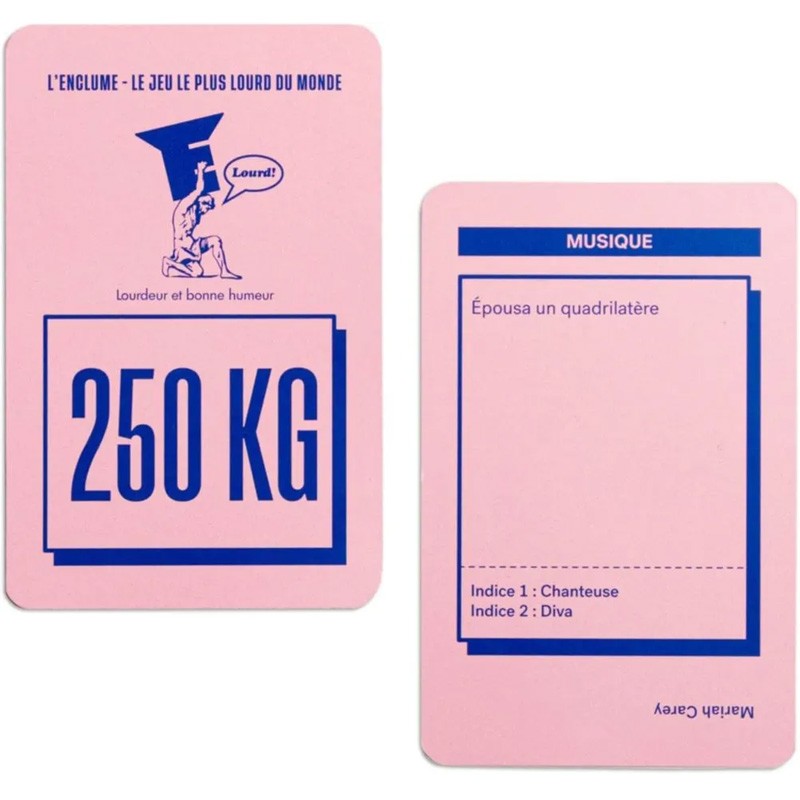 L'ENCLUME - LE JEU LE PLUS LOURD DU MONDE
Lourd!
Lourdeur et bonne humeur
250 KG
MUSIQUE
Épousa un quadrilatère
Indice 1 : Chanteuse
Indice 2 : Diva
Mariah Carey